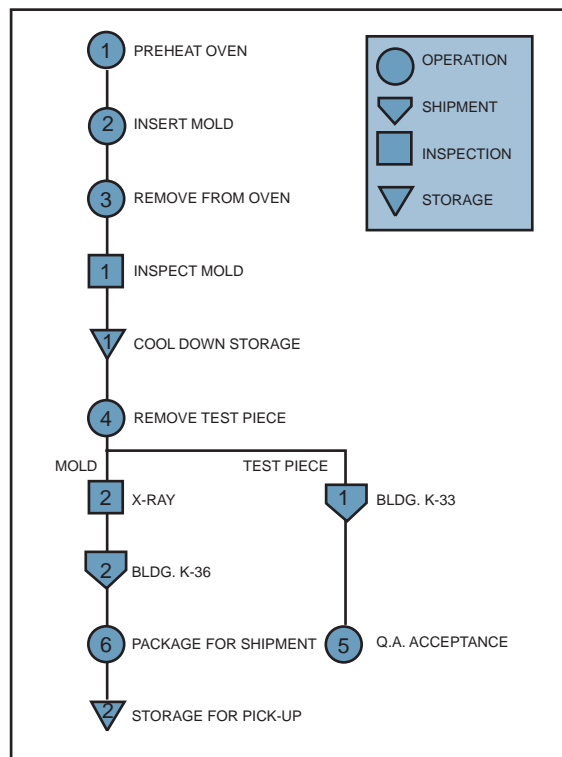 1 PREHEAT OVEN
2 INSERT MOLD
3 REMOVE FROM OVEN
1 INSPECT MOLD
1 COOL DOWN STORAGE
4 REMOVE TEST PIECE
MOLD
2 X-RAY
2 BLDG. K-36
6 PACKAGE FOR SHIPMENT
2 STORAGE FOR PICK-UP
TEST PIECE
1 BLDG. K-33
5 Q.A. ACCEPTANCE
OPERATION
SHIPMENT
INSPECTION
STORAGE